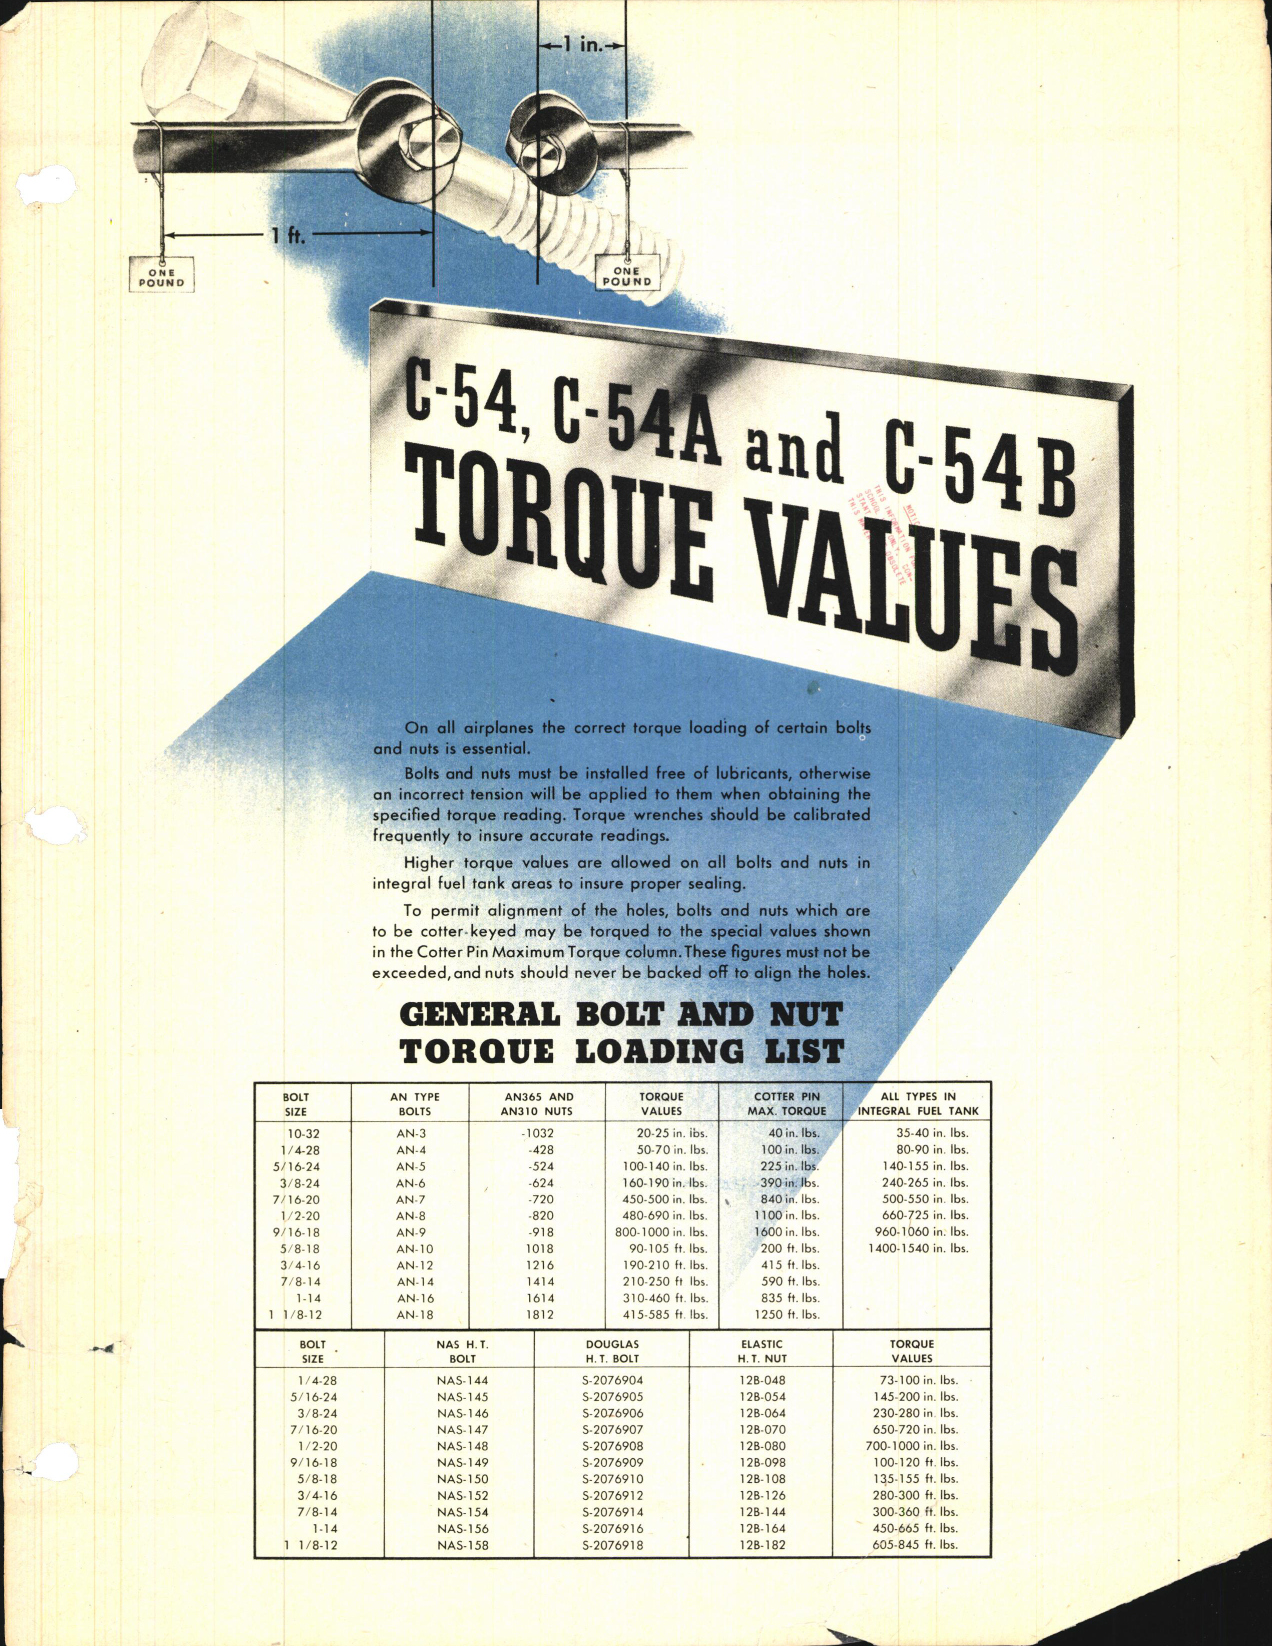 1 in.
1 ft.
ONE
POUND
ONE
POUND
C-54, C-54A and C-54B
TORQUE VALUES
On all airplanes the correct torque loading of certain bolts
and nuts is essential.
Bolts and nuts must be installed free of lubricants, otherwise
an incorrect tension will be applied to them when obtaining the
specified torque reading. Torque wrenches should be calibrated
frequently to insure accurate readings.
Higher torque values are allowed on all bolts and nuts in
integral fuel tank areas to insure proper sealing.
To permit alignment of the holes, bolts and nuts which are
to be cotter-keyed may be torqued to the special values shown
in the Cotter Pin Maximum Torque column. These figures must not be
exceeded, and nuts should never be backed off to align the holes.
GENERAL BOLT AND NUT
TORQUE LOADING LIST
BOLT SIZE AN TYPE BOLTS AN365 AND AN310 NUTS TORQUE VALUES COTTER PIN MAX. TORQUE ALL TYPES IN INTEGRAL FUEL TANK
10-32 AN-3 -1032 20-25 in. ibs. 40 in. lbs. 35-40 in. lbs.
1/4-28 AN-4 -428 50-70 in. lbs. 100 in. lbs. 80-90 in. lbs.
5/16-24 AN-5 -524 100-140 in. lbs. 225 in. lbs. 140-155 in. lbs.
3/8-24 AN-6 -624 160-190 in. lbs. 390 in. lbs. 240-265 in. lbs.
7/16-20 AN-7 -720 450-500 in. lbs. 840 in. lbs. 500-550 in. lbs.
1/2-20 AN-8 -820 480-690 in. lbs. 1100 in. lbs. 660-725 in. lbs.
9/16-18 AN-9 -918 800-1000 in. lbs. 1600 in. lbs. 960-1060 in. lbs.
5/8-18 AN-10 1018 90-105 ft. lbs. 200 ft. lbs. 1400-1540 in. lbs.
3/4-16 AN-12 1216 190-210 ft. lbs. 415 ft. lbs.
7/8-14 AN-14 1414 210-250 ft lbs. 590 ft. lbs.
1-14 AN-16 1614 310-460 ft. lbs. 835 ft. lbs.
1 1/8-12 AN-18 1812 415-585 ft. lbs. 1250 ft. lbs.
BOLT SIZE NAS H.T. BOLT DOUGLAS H.T. BOLT ELASTIC H.T. NUT TORQUE VALUES
1/4-28 NAS-144 S-2076904 12B-048 73-100 in. lbs.
5/16-24 NAS-145 S-2076905 12B-054 145-200 in. lbs.
3/8-24 NAS-146 S-2076906 12B-064 230-280 in. lbs.
7/16-20 NAS-147 S-2076907 12B-070 650-720 in. lbs.
1/2-20 NAS-148 S-2076908 12B-080 700-1000 in. lbs.
9/16-18 NAS-149 S-2076909 12B-098 100-120 ft. lbs.
5/8-18 NAS-150 S-2076910 12B-108 135-155 ft. lbs.
3/4-16 NAS-152 S-2076912 12B-126 280-300 ft. lbs.
7/8-14 NAS-154 S-2076914 12B-144 300-360 ft. lbs.
1-14 NAS-156 S-2076916 12B-164 450-665 ft. lbs.
1 1/8-12 NAS-158 S-2076918 12B-182 605-845 ft. lbs.